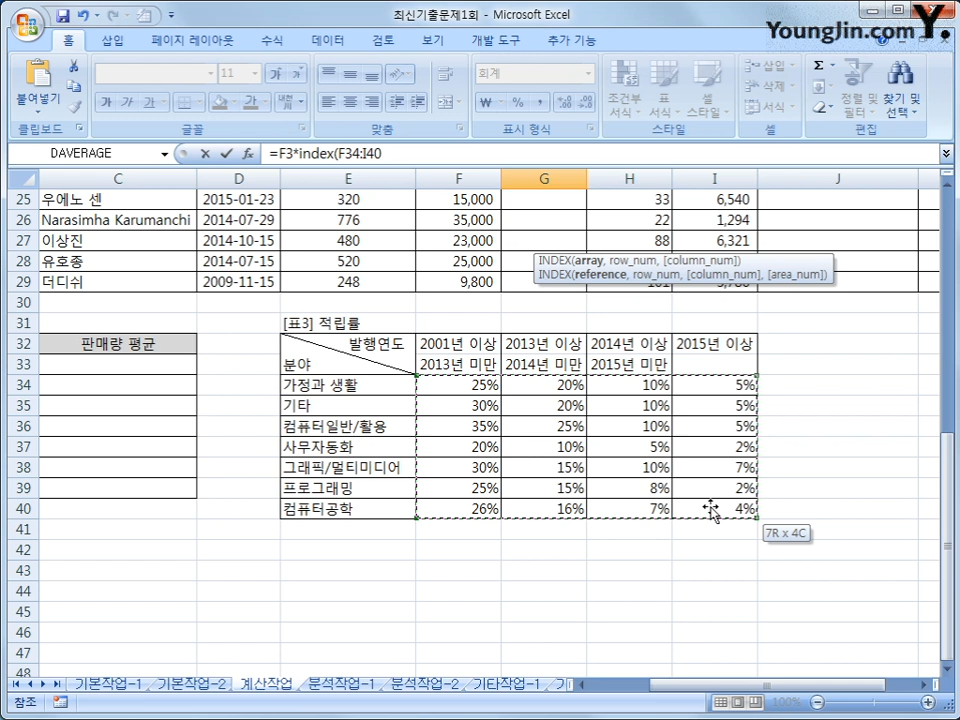 최신기출문제1회 - Microsoft Excel
YoungJin.com Y.
홈 삽입 페이지 레이아웃 수식 데이터 검토 보기 개발 도구 추가 기능
붙여넣기 11 회계 조건부 서식 표 서식 셀 스타일 삽입 삭제 서식 정렬 및 필터 찾기 및 선택
클립보드 글꼴 맞춤 표시 형식 스타일 셀 편집
DAVERAGE =F3*index(F34:I40
C D E F G H I J
25 우에노 센 2015-01-23 320 15,000 33 6,540
26 Narasimha Karumanchi 2014-07-29 776 35,000 22 1,294
27 이상진 2014-10-15 480 23,000 88 6,321
28 유호종 2014-07-15 520 25,000
INDEX(array, row_num, [column_num])
INDEX(reference, row_num, [column_num], [area_num])
29 더디쉬 2009-11-15 248 9,800
30
31 [표3] 적립률
32 판매량 평균 발행연도 2001년 이상 2013년 이상 2014년 이상 2015년 이상
33 분야 2013년 미만 2014년 미만 2015년 미만
34 가정과 생활 25% 20% 10% 5%
35 기타 30% 20% 10% 5%
36 컴퓨터일반/활용 35% 25% 10% 5%
37 사무자동화 20% 10% 5% 2%
38 그래픽/멀티미디어 30% 15% 10% 7%
39 프로그래밍 25% 15% 8% 2%
40 컴퓨터공학 26% 16% 7% 4%
41 7R x 4C
42
43
44
45
46
47
48
기본작업-1 기본작업-2 계산작업 분석작업-1 분석작업-2 기타작업-1
참조 100%